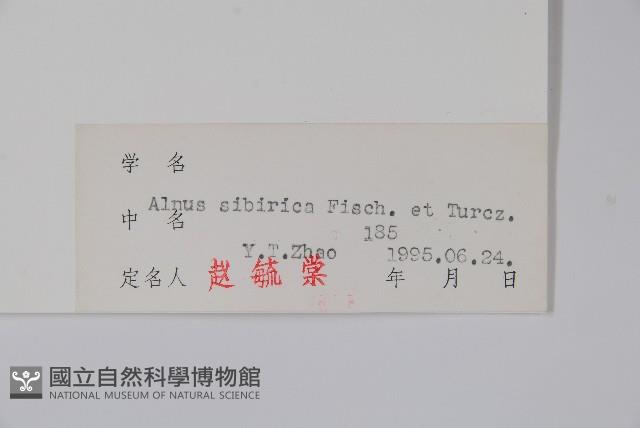 学 名
Alnus sibirica Fisch. et Turcz.
中 名
185
Y.T.Zhao 1995.06.24.
定名人 赵毓棠 年 月 日
國立自然科學博物館
NATIONAL MUSEUM OF NATURAL SCIENCE